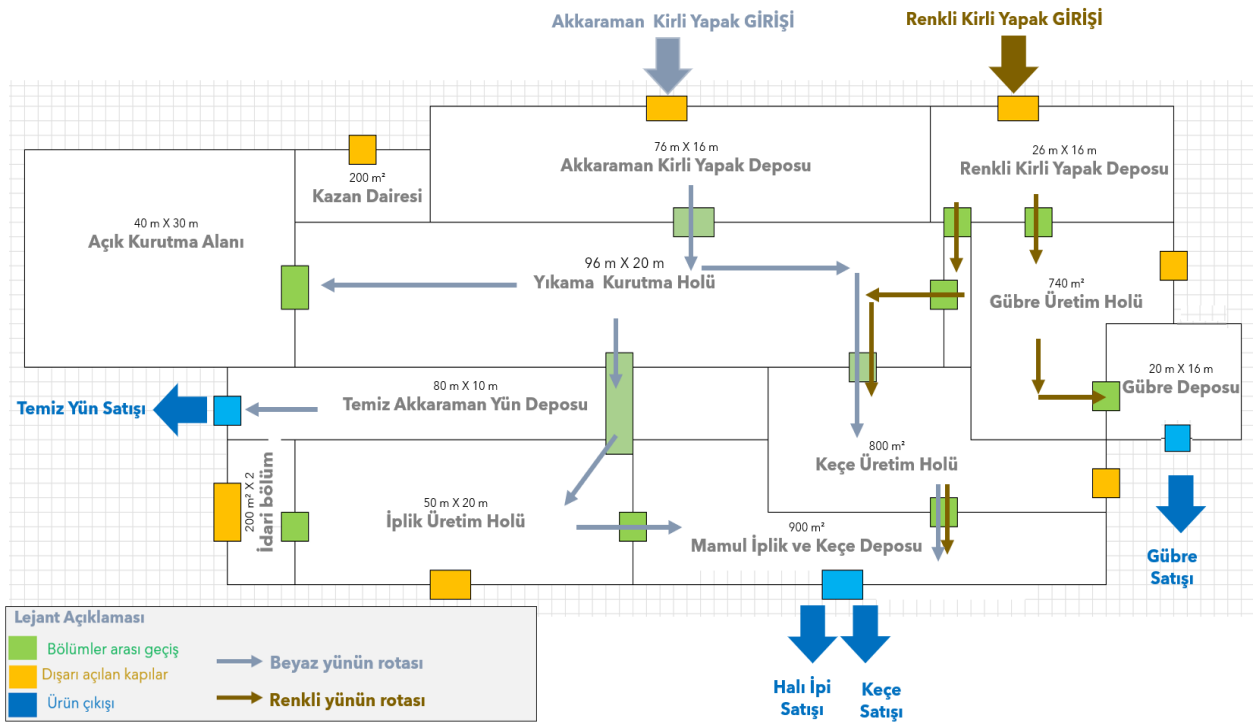 Akkaraman Kirli Yapak GİRİŞİ
Renkli Kirli Yapak GİRİŞİ
76 m X 16 m
Akkaraman Kirli Yapak Deposu
26 m X 16 m
Renkli Kirli Yapak Deposu
200 m²
Kazan Dairesi
40 m X 30 m
Açık Kurutma Alanı
96 m X 20 m
Yıkama Kurutma Holü
740 m²
Gübre Üretim Holü
20 m X 16 m
Gübre Deposu
Temiz Yün Satışı
80 m X 10 m
Temiz Akkaraman Yün Deposu
800 m²
Keçe Üretim Holü
200 m² X 2
İdari bölüm
50 m X 20 m
İplik Üretim Holü
900 m²
Mamul İplik ve Keçe Deposu
Gübre
Satışı
Lejant Açıklaması
Bölümler arası geçiş
Dışarı açılan kapılar
Ürün çıkışı
Beyaz yünün rotası
Renkli yünün rotası
Halı İpi
Satışı
Keçe
Satışı